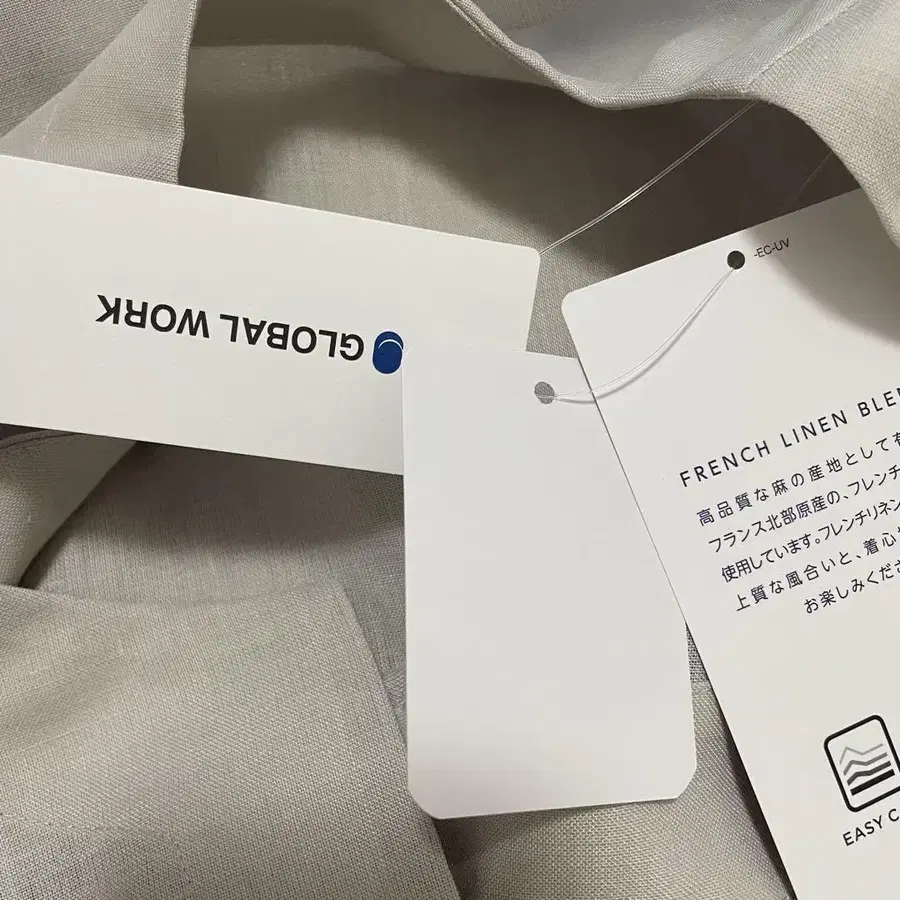 GLOBAL WORK
-EC-UV
FRENCH LINEN
高品質な麻の産地として
フランス北部原産の、フレンチ
使用しています。フレンチリネン
上質な風合いと、着心
お楽しみくださ
EASY